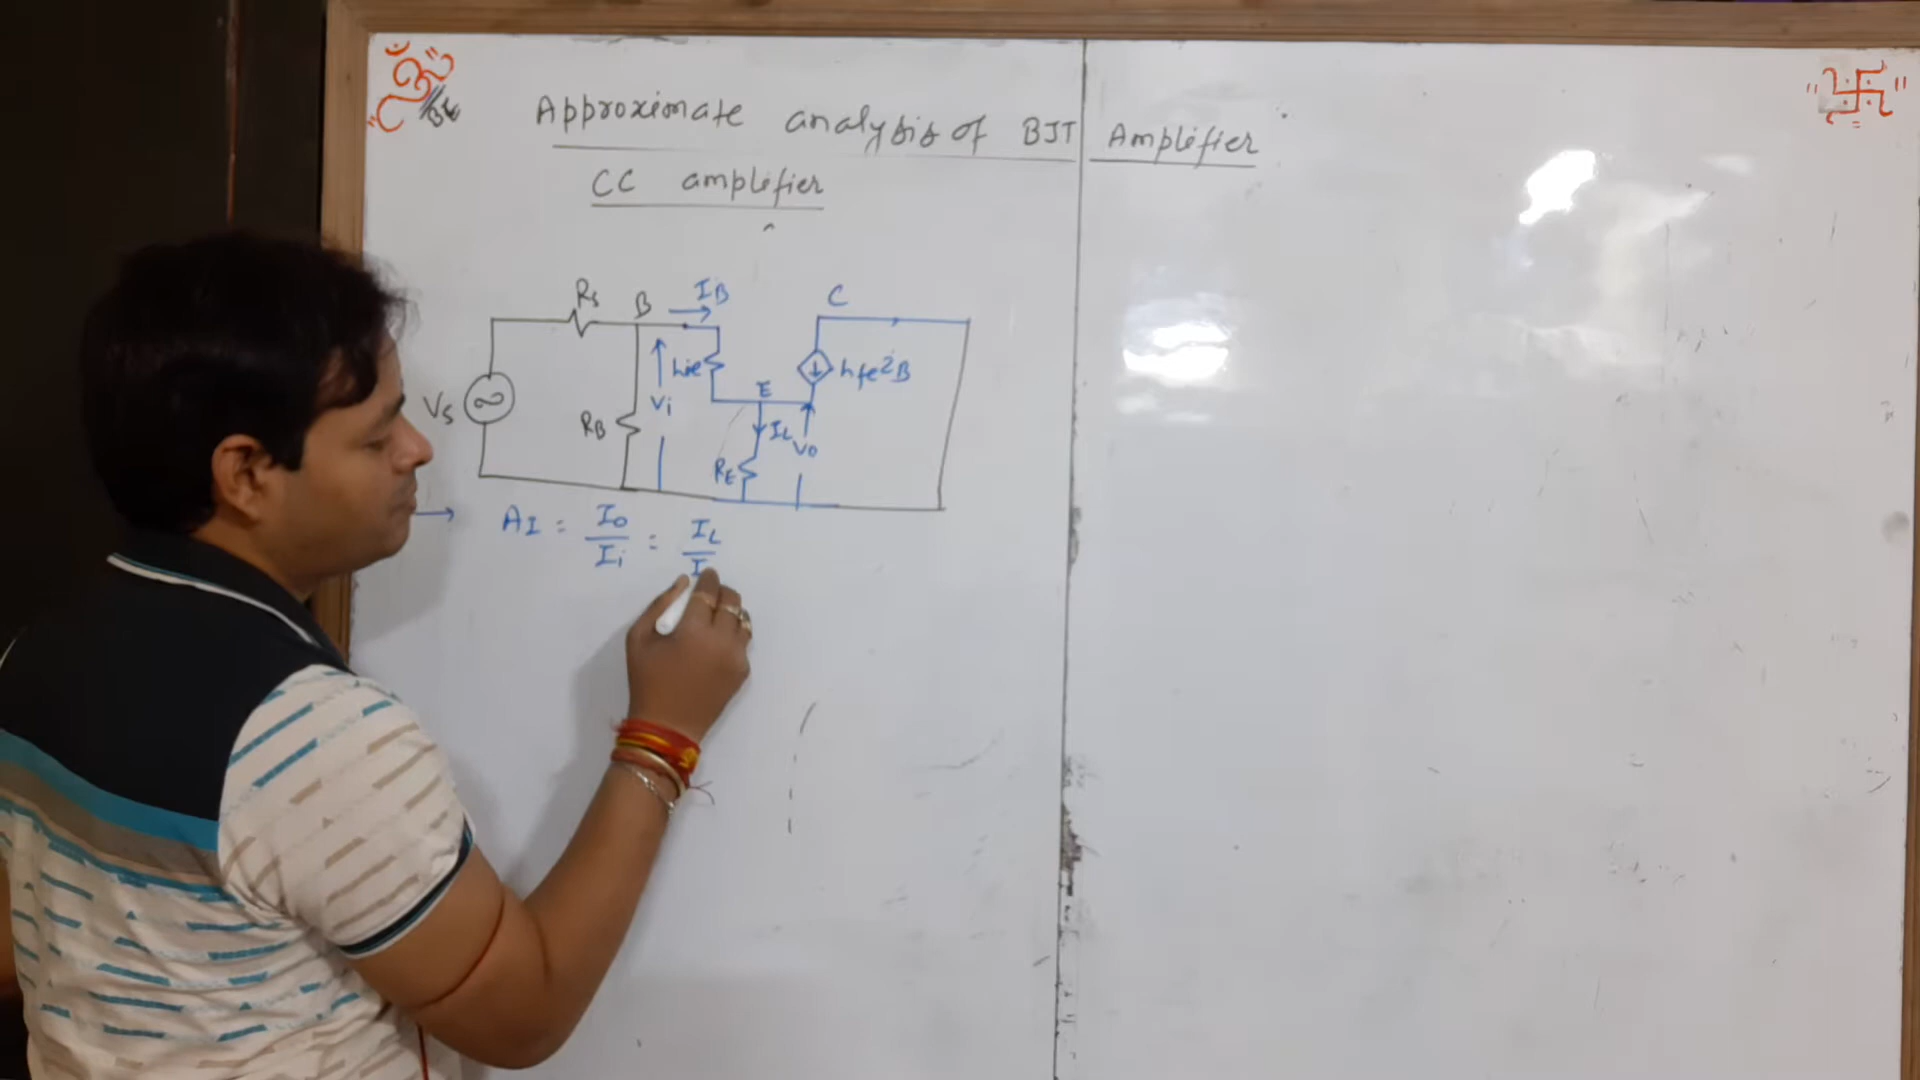 ॐ
BE
Approximate analysis of BJT Amplifier
CC amplifier
Rs B IB C
Vs RB Vi hie E hfe iB
IL Vo
RE
→ AI = Io/Ii = IL/I